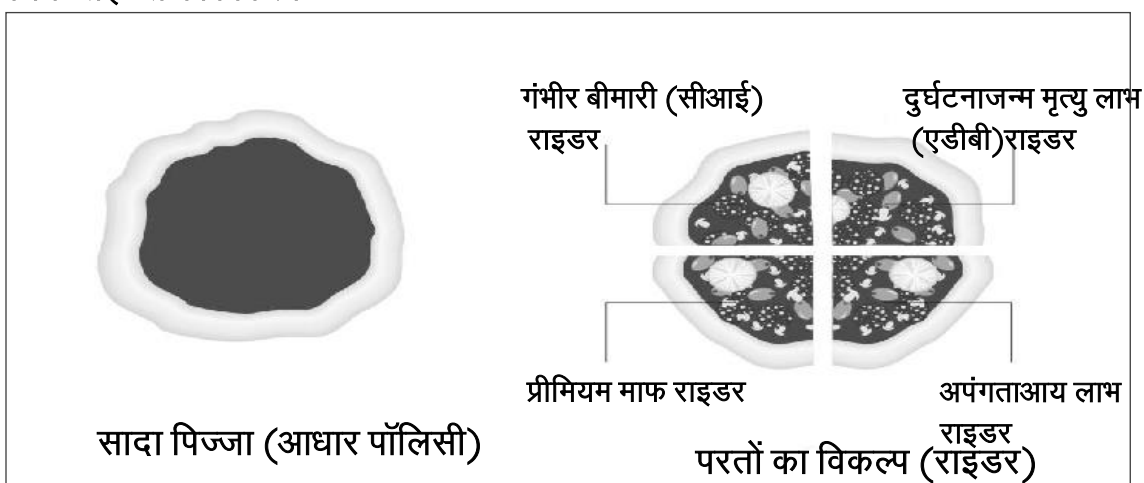 गंभीर बीमारी (सीआई)
राइडर
दुर्घटनाजन्म मृत्यु लाभ
(एडीबी)राइडर
प्रीमियम माफ राइडर
अपंगताआय लाभ
राइडर
सादा पिज्जा (आधार पॉलिसी)
परतों का विकल्प (राइडर)